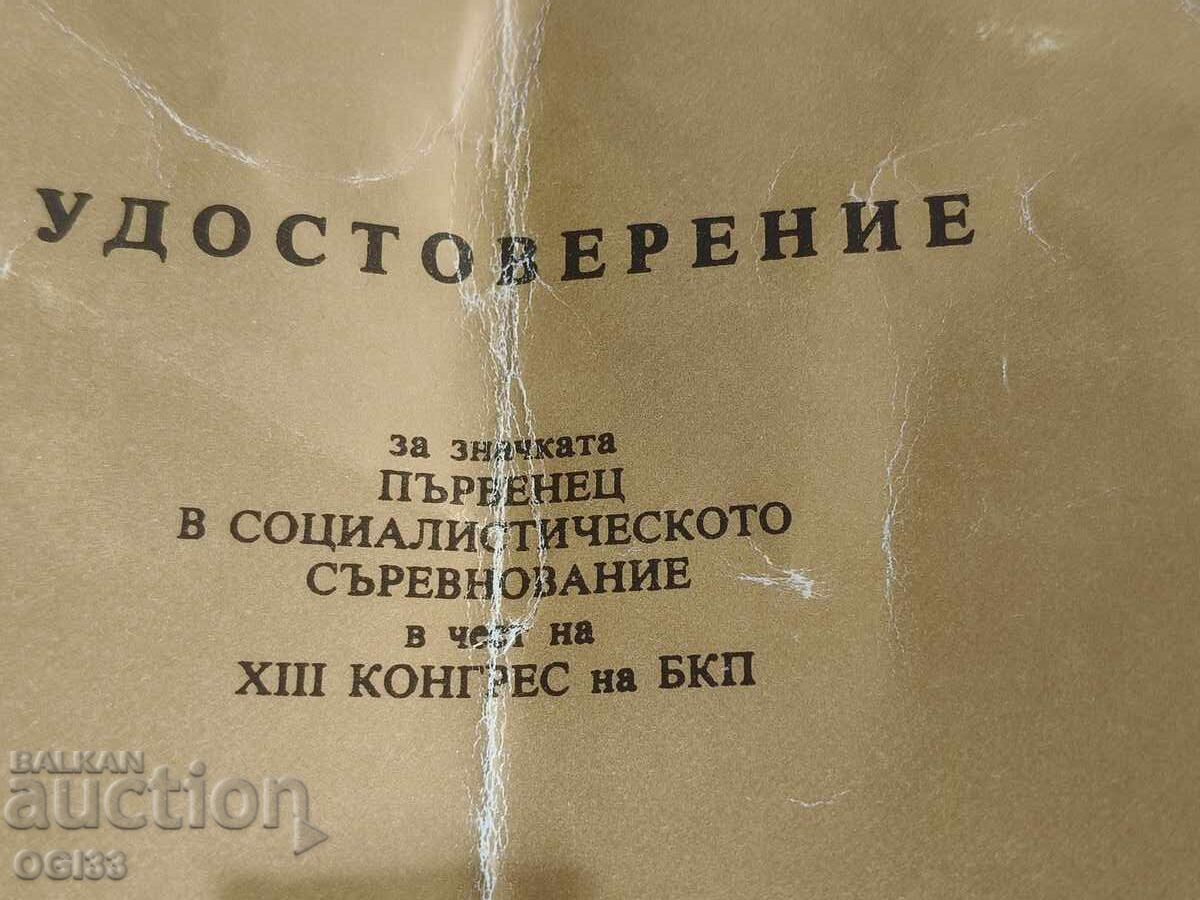 УДОСТОВЕРЕНИЕ
за значката
ПЪРВЕНЕЦ
В СОЦИАЛИСТИЧЕСКОТО
СЪРЕВНОВАНИЕ
в чест на
XIII КОНГРЕС на БКП
BALKAN
auction
OGI33